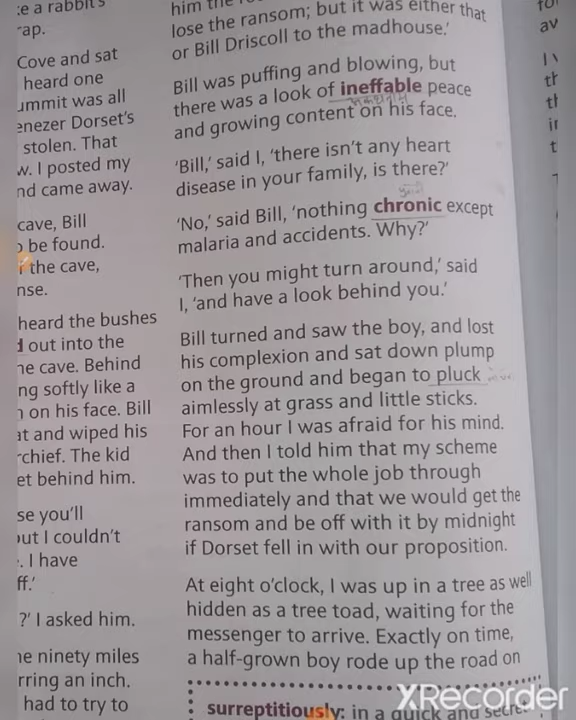 e a rabbit's
ap.
Cove and sat
heard one
ummit was all
enezer Dorset's
stolen. That
w. I posted my
nd came away.
cave, Bill
be found.
the cave,
nse.
heard the bushes
out into the
ne cave. Behind
ng softly like a
on his face. Bill
at and wiped his
rchief. The kid
et behind him.
se you'll
ut I couldn't
. I have
ff.'
?' I asked him.
ne ninety miles
rring an inch.
had to try to
him the
lose the ransom; but it was either that
or Bill Driscoll to the madhouse.'
Bill was puffing and blowing, but
there was a look of ineffable peace
and growing content on his face.
'Bill,' said I, 'there isn't any heart
disease in your family, is there?'
'No,' said Bill, 'nothing chronic except
malaria and accidents. Why?'
'Then you might turn around,' said
I, 'and have a look behind you.'
Bill turned and saw the boy, and lost
his complexion and sat down plump
on the ground and began to pluck
aimlessly at grass and little sticks.
For an hour I was afraid for his mind.
And then I told him that my scheme
was to put the whole job through
immediately and that we would get the
ransom and be off with it by midnight
if Dorset fell in with our proposition.
At eight o'clock, I was up in a tree as well
hidden as a tree toad, waiting for the
messenger to arrive. Exactly on time,
a half-grown boy rode up the road on
surreptitiously: in a quick and secret
av
th
th
XRecorder